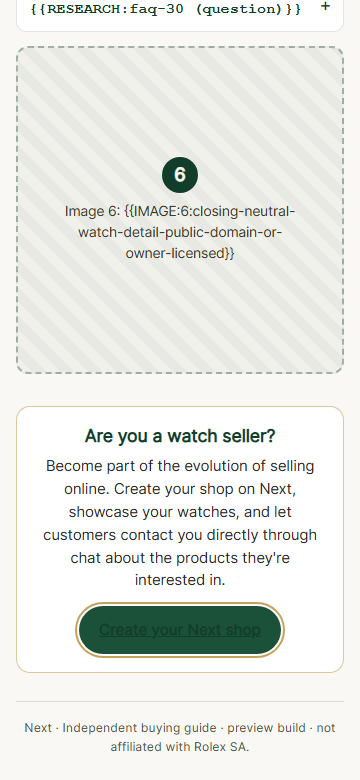 {{RESEARCH:faq-30 (question)}} +
6
Image 6: {{IMAGE:6:closing-neutral-
watch-detail-public-domain-or-
owner-licensed}}
Are you a watch seller?
Become part of the evolution of selling
online. Create your shop on Next,
showcase your watches, and let
customers contact you directly through
chat about the products they're
interested in.
Create your Next shop
Next · Independent buying guide · preview build · not
affiliated with Rolex SA.